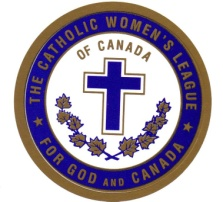 THE CATHOLIC WOMEN'S LEAGUE
OF CANADA
FOR GOD AND CANADA